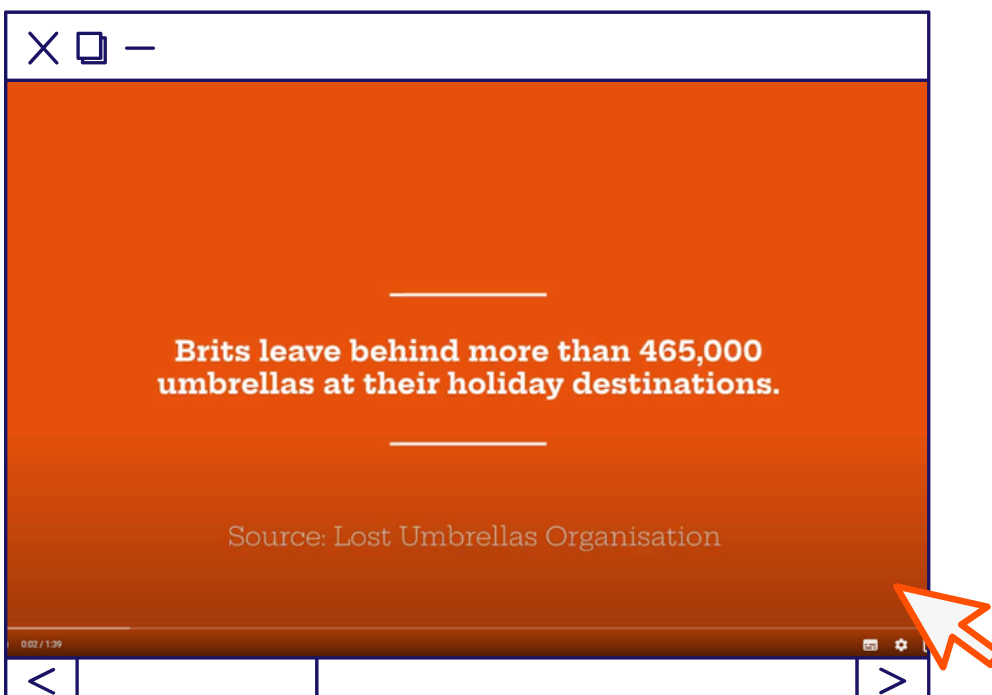 Brits leave behind more than 465,000
umbrellas at their holiday destinations.
Source: Lost Umbrellas Organisation
0:02 / 1:39